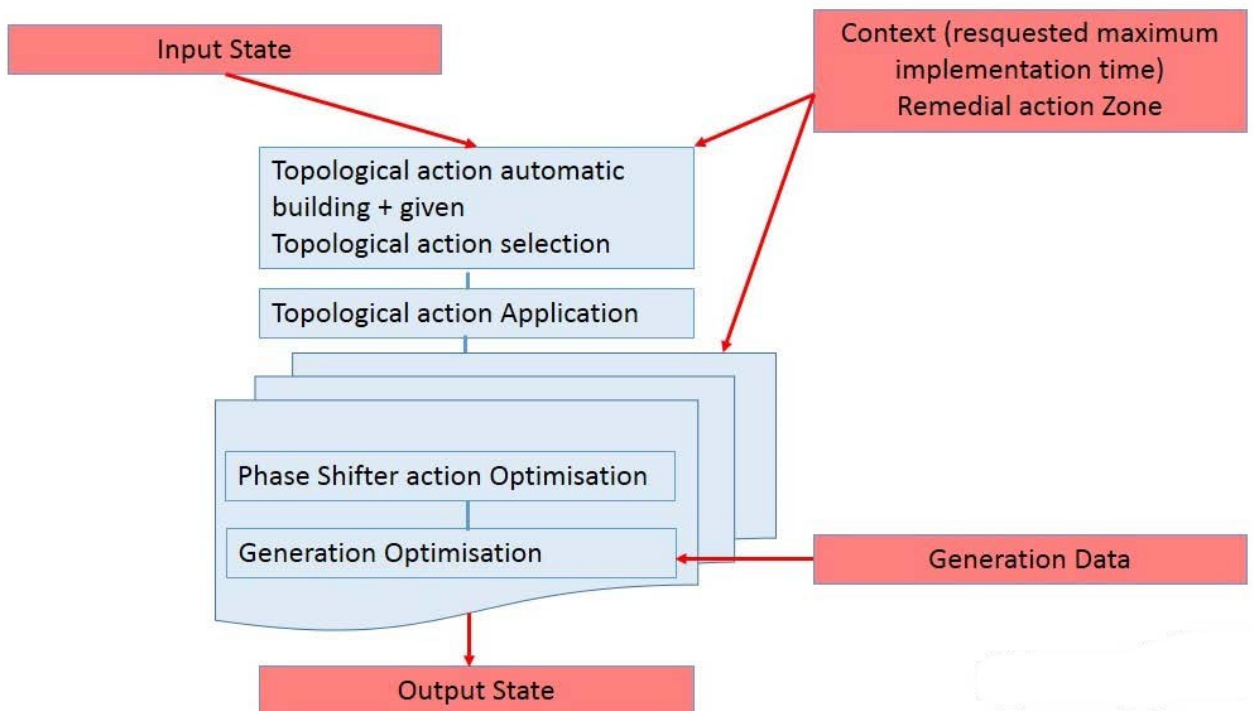 Input State
Context (resquested maximum
implementation time)
Remedial action Zone
Topological action automatic
building + given
Topological action selection
Topological action Application
Phase Shifter action Optimisation
Generation Optimisation
Generation Data
Output State